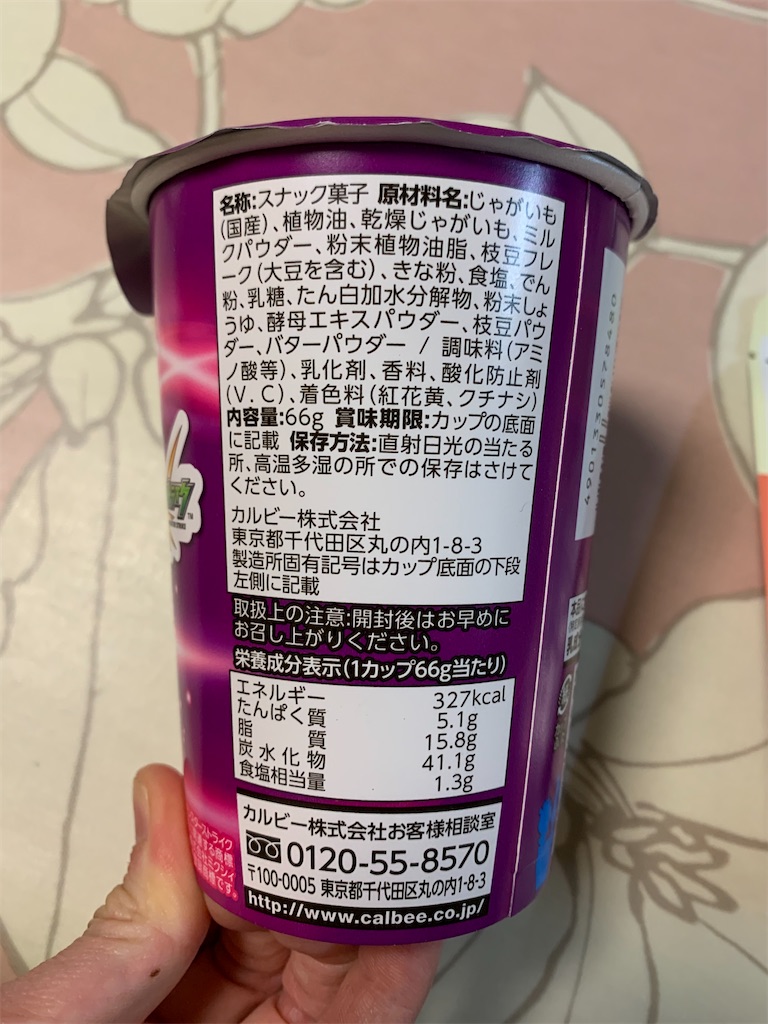 名称:スナック菓子 原材料名:じゃがいも
(国産)、植物油、乾燥じゃがいも、ミル
クパウダー、粉末植物油脂、枝豆フレ
ーク(大豆を含む)、きな粉、食塩、でん
粉、乳糖、たん白加水分解物、粉末しょ
うゆ、酵母エキスパウダー、枝豆パウ
ダー、バターパウダー / 調味料(アミ
ノ酸等)、乳化剤、香料、酸化防止剤
(V.C)、着色料(紅花黄、クチナシ)
内容量:66g 賞味期限:カップの底面
に記載 保存方法:直射日光の当たる
所、高温多湿の所での保存はさけて
ください。
カルビー株式会社
東京都千代田区丸の内1-8-3
製造所固有記号はカップ底面の下段
左側に記載
取扱上の注意:開封後はお早めに
お召し上がりください。
栄養成分表示(1カップ66g当たり)
エネルギー 327kcal
たんぱく質 5.1g
脂質 15.8g
炭水化物 41.1g
食塩相当量 1.3g
カルビー株式会社お客様相談室
0120-55-8570
〒100-0005 東京都千代田区丸の内1-8-3
http://www.calbee.co.jp/